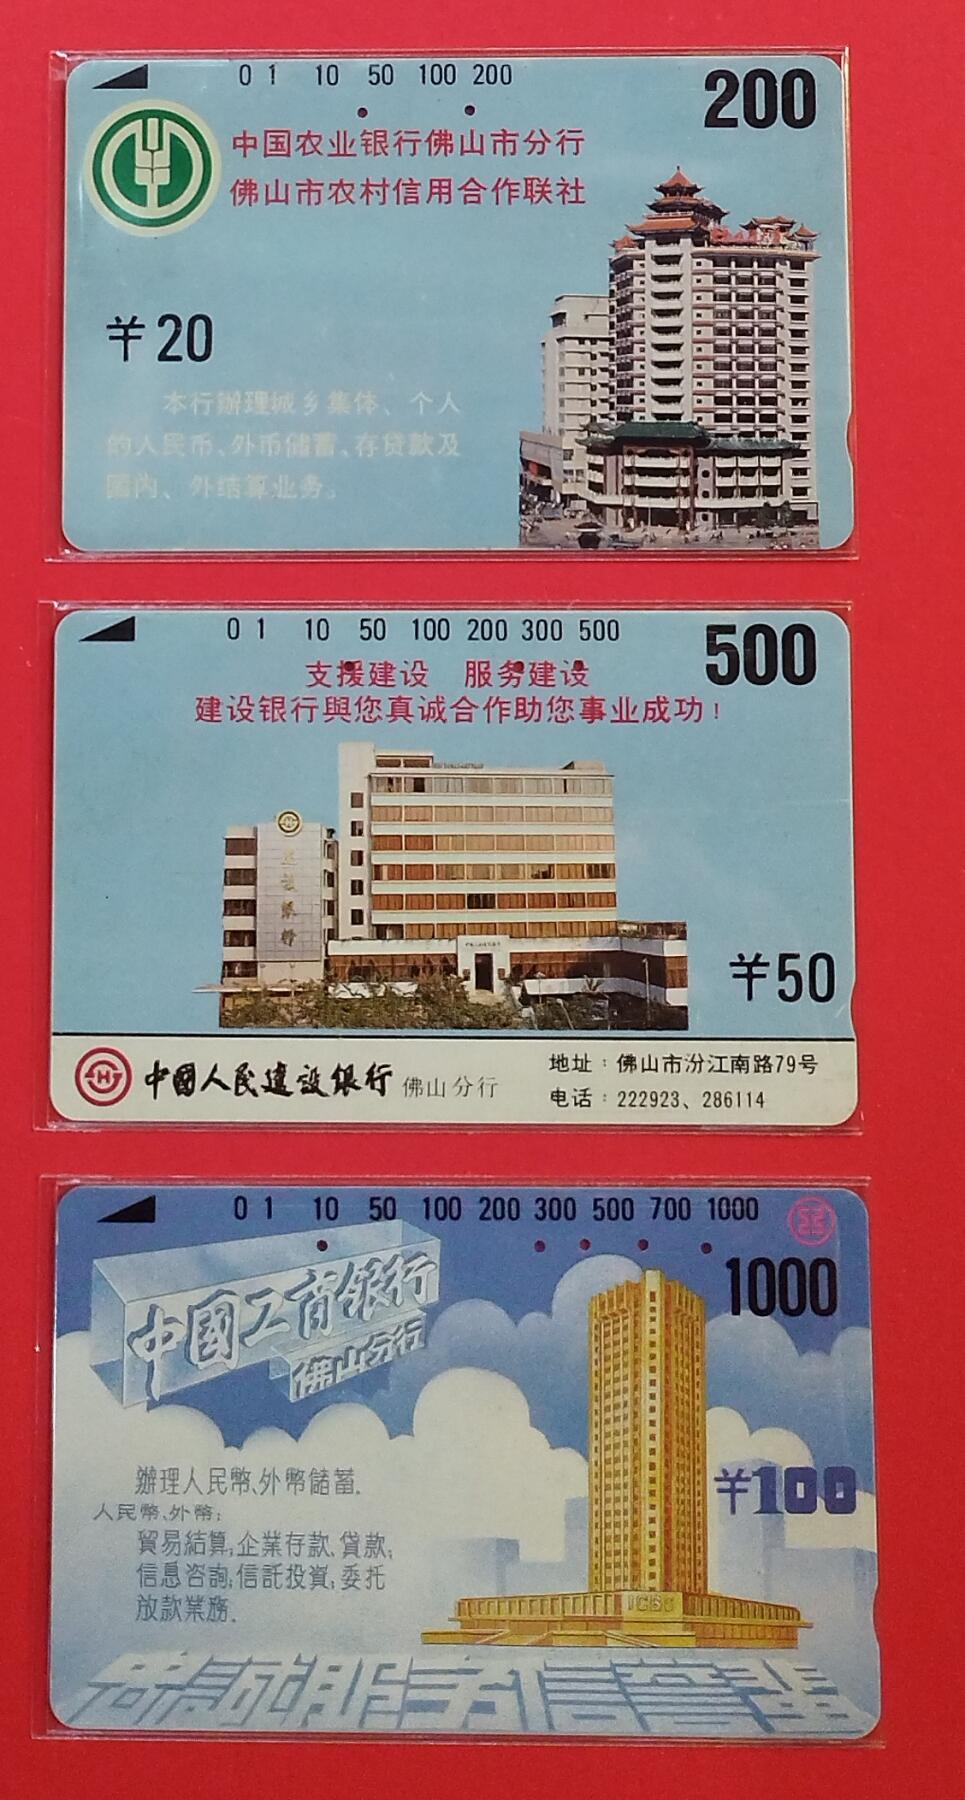 0 1 10 50 100 200
200
中国农业银行佛山市分行
佛山市农村信用合作联社
¥20
本行辦理城乡集体、个人
的人民币、外币储蓄、存贷款及
国内、外结算业务。
0 1 10 50 100 200 300 500
500
支援建设 服务建设
建设银行與您真诚合作助您事业成功！
建设银行
¥50
中國人民建設銀行 佛山分行
地址：佛山市汾江南路79号
电话：222923、286114
0 1 10 50 100 200 300 500 700 1000
1000
中國工商银行
佛山分行
¥100
辦理人民幣、外幣儲蓄.
人民幣、外幣:
貿易結算;企業存款、貸款;
信息咨詢;信託投資;委托
放款業務.
ICBC